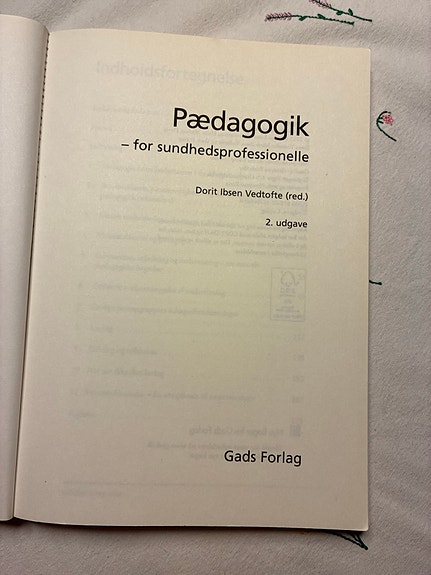 Pædagogik
– for sundhedsprofessionelle
Dorit Ibsen Vedtofte (red.)
2. udgave
Gads Forlag